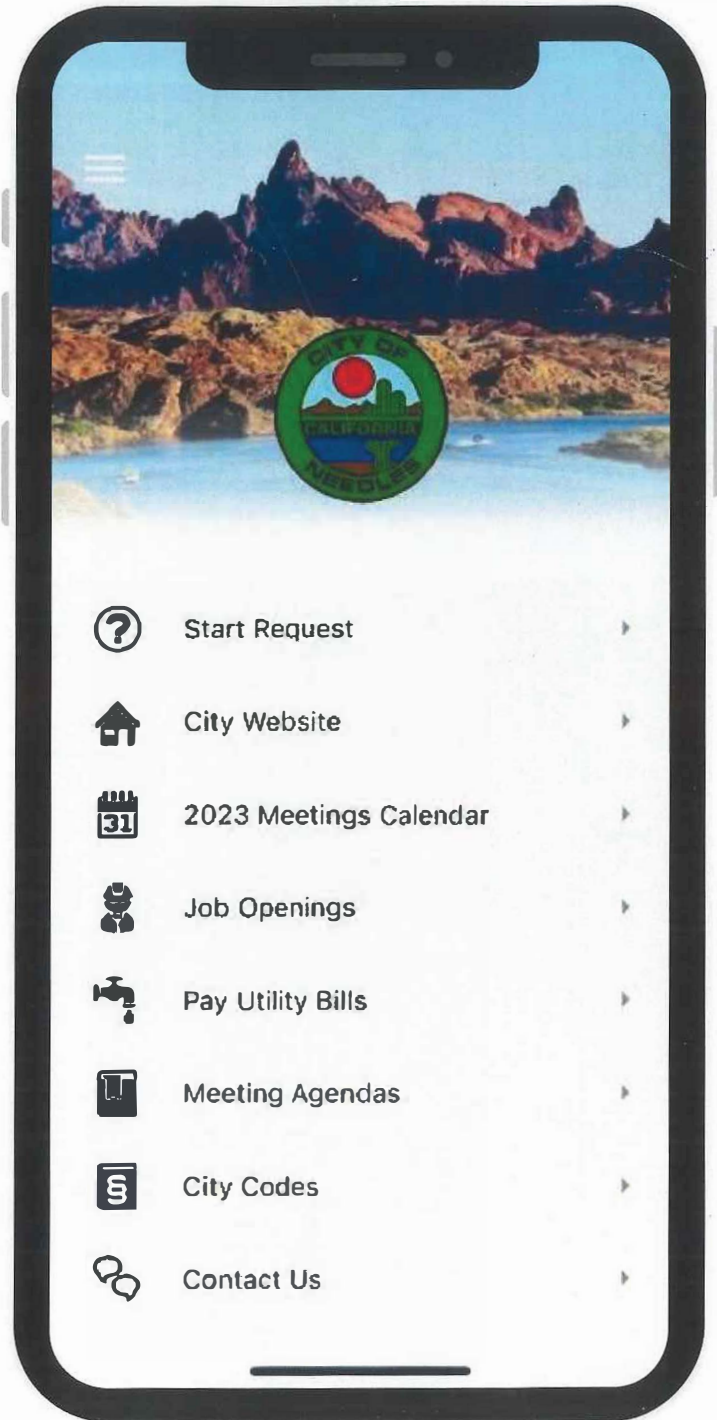 CITY OF
CALIFORNIA
NEEDLES
Start Request
City Website
31
2023 Meetings Calendar
Job Openings
Pay Utility Bills
Meeting Agendas
§
City Codes
Contact Us